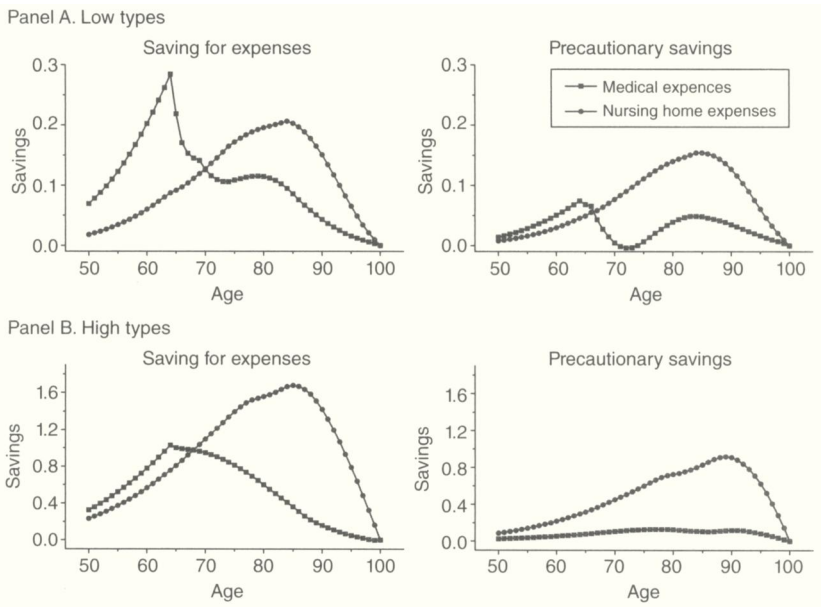 Panel A. Low types
Saving for expenses
Precautionary savings
0.3
0.2
0.1
0.0
Savings
50 60 70 80 90 100
Age
0.3
0.2
0.1
0.0
Savings
Medical expences
Nursing home expenses
50 60 70 80 90 100
Age
Panel B. High types
Saving for expenses
Precautionary savings
1.6
1.2
0.8
0.4
0.0
Savings
50 60 70 80 90 100
Age
1.6
1.2
0.8
0.4
0.0
Savings
50 60 70 80 90 100
Age